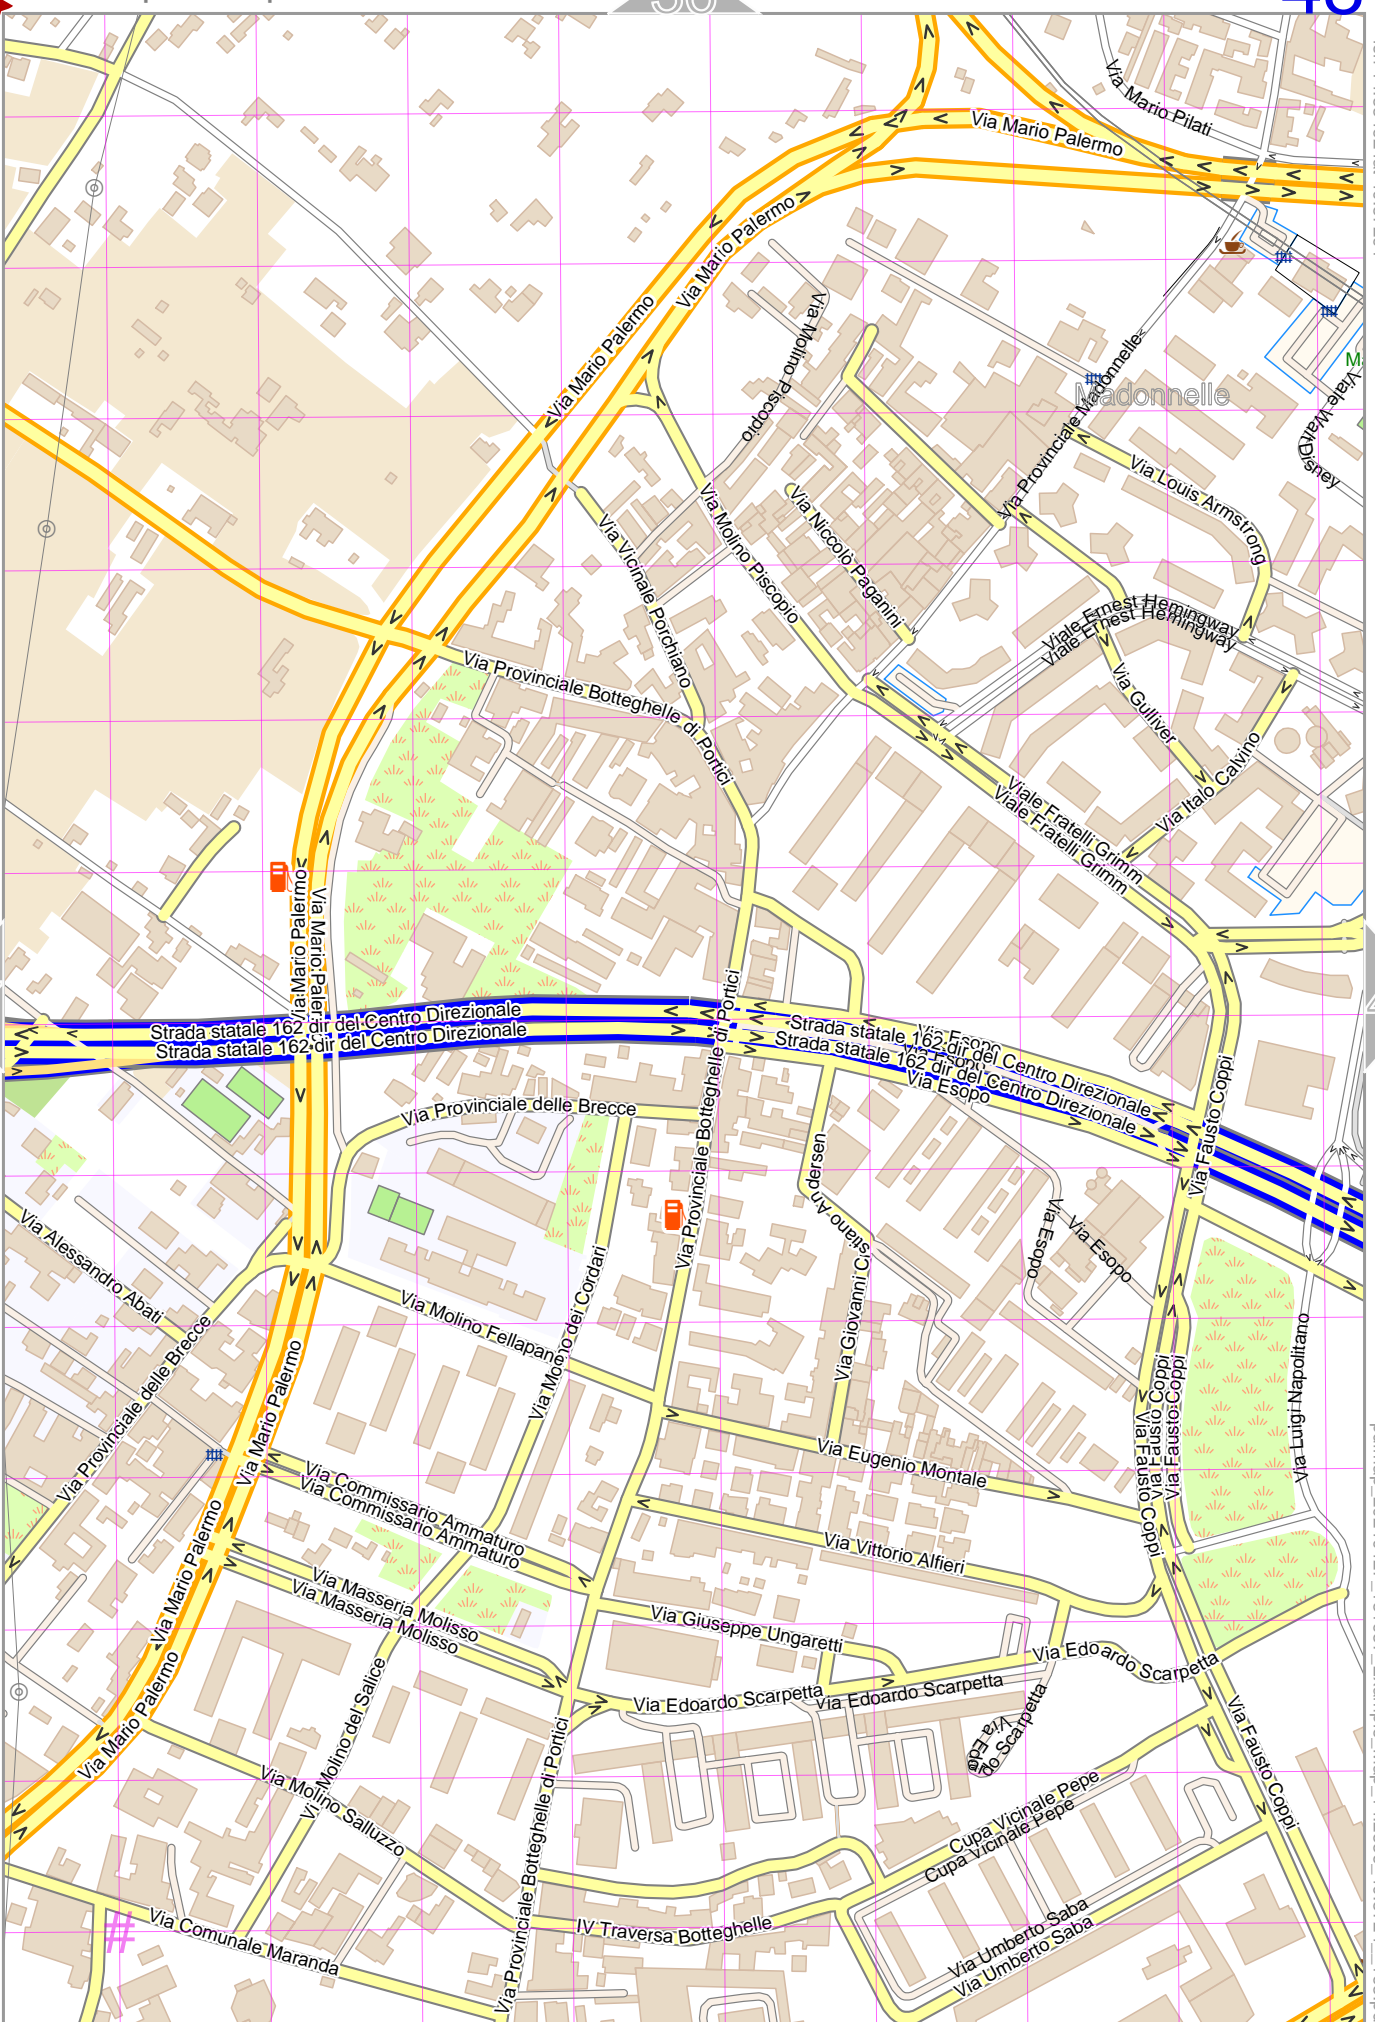 Via Mario Pilati
Via Mario Palermo
Via Mario Palermo
Via Mario Palermo
Via Molino Piscopio
Via Provinciale Madonnelle
Madonnelle
Viale Walt Disney
Via Louis Armstrong
Via Molino Piscopio
Via Niccolò Paganini
Via Vicinale Porchiano
Viale Ernest Hemingway
Viale Ernest Hemingway
Via Provinciale Botteghelle di Portici
Via Gulliver
Via Italo Calvino
Viale Fratelli Grimm
Viale Fratelli Grimm
Via Mario Palermo
Via Mario Paler
Strada statale 162 dir del Centro Direzionale
Strada statale 162 dir del Centro Direzionale
Strada statale 162 dir del Centro Direzionale
Strada statale 162 dir del Centro Direzionale
Via Esopo
Via Esopo
Via Esopo
Via Provinciale Botteghelle di Portici
Via Provinciale delle Brecce
Via Fausto Coppi
Via Giovanni Cristiano Andersen
Via Esopo
Via Esopo
Via Alessandro Abati
Via Provinciale delle Brecce
Via Molino Fellapane
Via Molino dei Cordari
Via Mario Palermo
Via Luigi Napolitano
Via Fausto Coppi
Via Fausto Coppi
Via Fausto Coppi
Via Eugenio Montale
Via Commissario Ammaturo
Via Commissario Ammaturo
Via Vittorio Alfieri
Via Mario Palermo
Via Masseria Molisso
Via Masseria Molisso
Via Giuseppe Ungaretti
Via Edoardo Scarpetta
Via Edoardo Scarpetta
Via Edoardo Scarpetta
Via Edoardo Scarpetta
Via Mario Palermo
Via Molino del Salice
Via Fausto Coppi
Via Molino Salluzzo
Via Provinciale Botteghelle di Portici
Cupa Vicinale Pepe
Cupa Vicinale Pepe
#
Via Comunale Maranda
IV Traversa Botteghelle
Via Umberto Saba
Via Umberto Saba